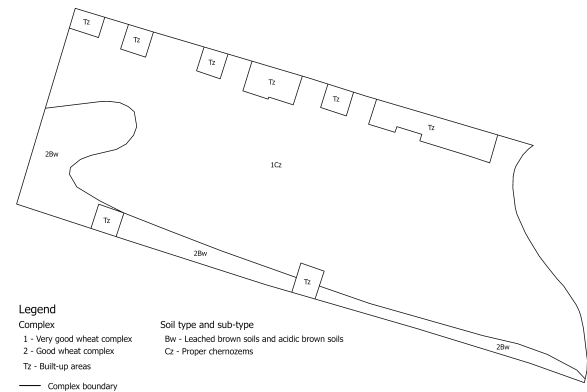 Tz
Tz
Tz
Tz
Tz
Tz
2Bw
1Cz
Tz
2Bw
Tz
2Bw
Legend
Complex
1 - Very good wheat complex
2 - Good wheat complex
Tz - Built-up areas
Complex boundary
Soil type and sub-type
Bw - Leached brown soils and acidic brown soils
Cz - Proper chernozems